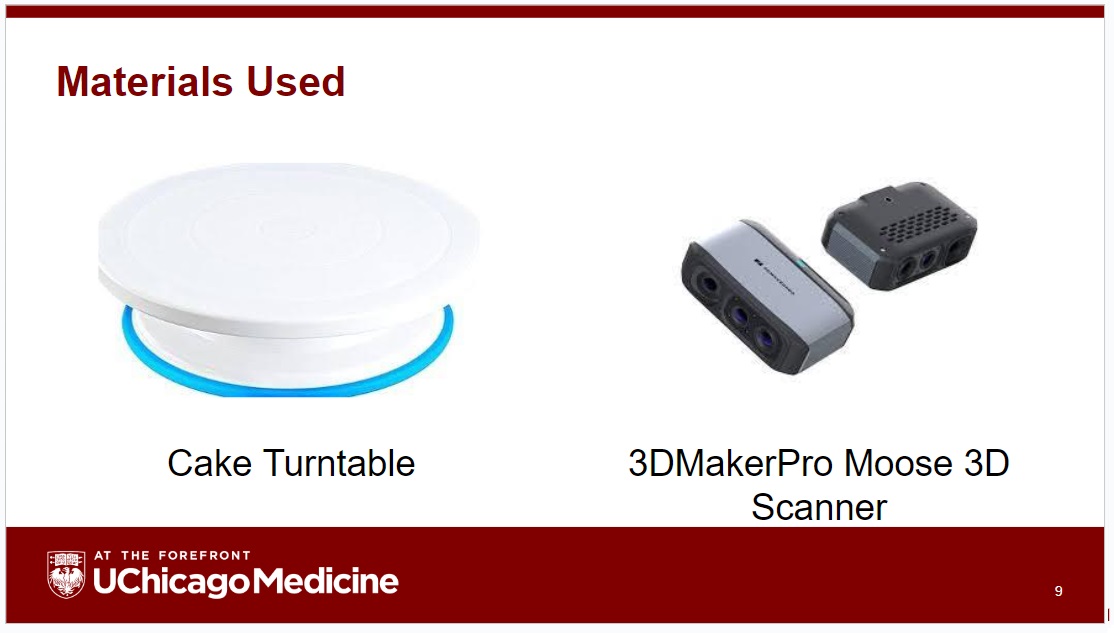 Materials Used
Cake Turntable
3DMakerPro Moose 3D
Scanner
AT THE FOREFRONT
UChicagoMedicine
9